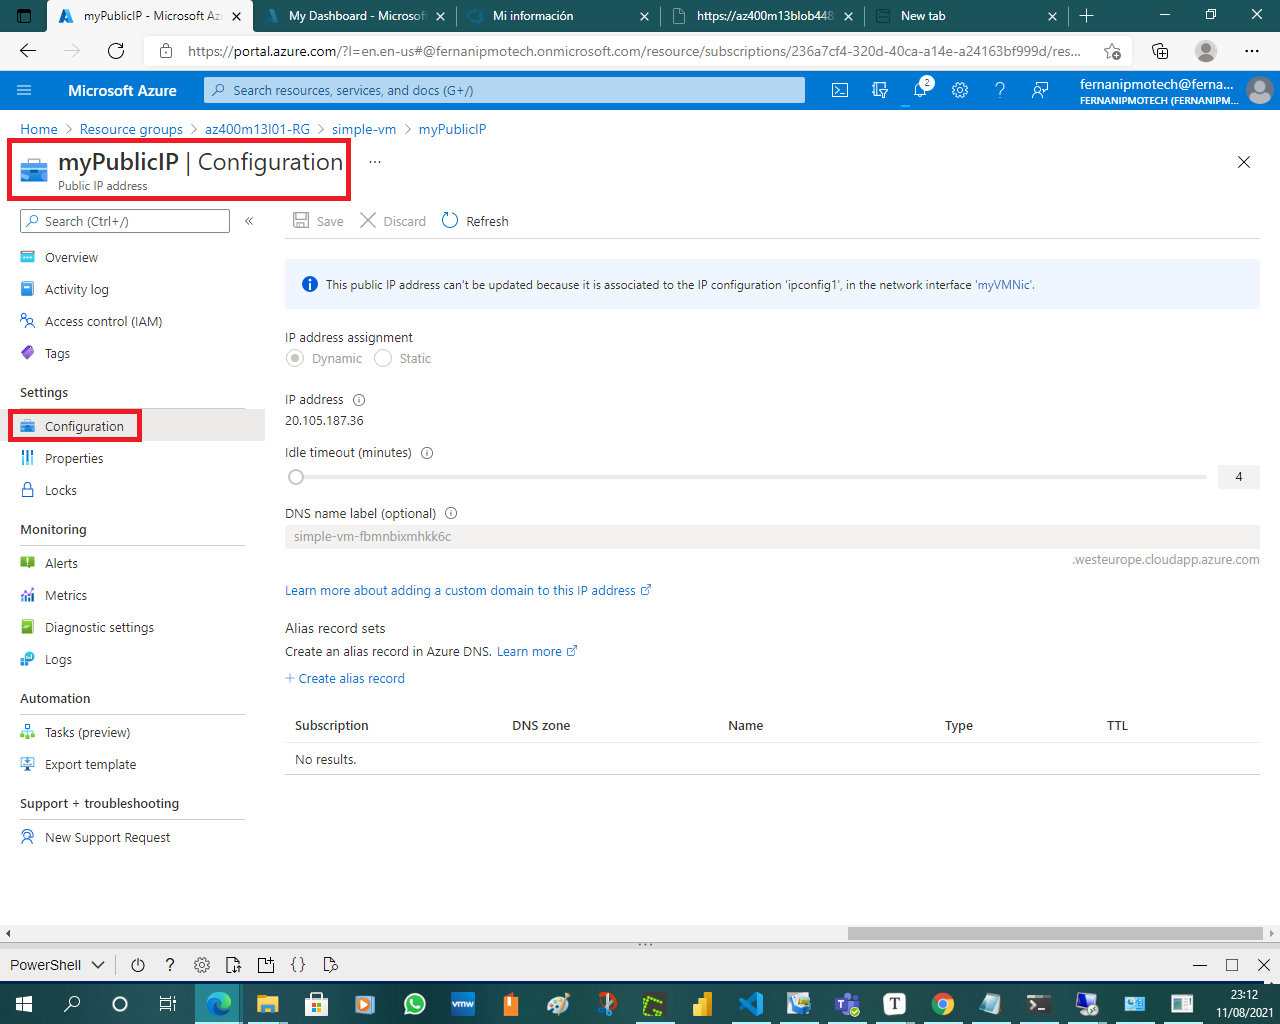 myPublicIP - Microsoft Az
My Dashboard - Microsoft
Mi información
https://az400m13blob448
New tab
https://portal.azure.com/?l=en.en-us#@fernanipmotech.onmicrosoft.com/resource/subscriptions/236a7cf4-320d-40ca-a14e-a24163bf999d/res...
Microsoft Azure
Search resources, services, and docs (G+/)
2
fernanipmotech@ferna...
FERNANIPMOTECH (FERNANIPM...
Home > Resource groups > az400m13l01-RG > simple-vm > myPublicIP
myPublicIP | Configuration ...
Public IP address
Search (Ctrl+/)
«
Save
Discard
Refresh
Overview
Activity log
Access control (IAM)
Tags
Settings
Configuration
Properties
Locks
Monitoring
Alerts
Metrics
Diagnostic settings
Logs
Automation
Tasks (preview)
Export template
Support + troubleshooting
New Support Request
This public IP address can't be updated because it is associated to the IP configuration 'ipconfig1', in the network interface 'myVMNic'.
IP address assignment
Dynamic
Static
IP address
20.105.187.36
Idle timeout (minutes)
4
DNS name label (optional)
simple-vm-fbmnbixmhkk6c
.westeurope.cloudapp.azure.com
Learn more about adding a custom domain to this IP address
Alias record sets
Create an alias record in Azure DNS. Learn more
+ Create alias record
Subscription DNS zone Name Type TTL
No results.
PowerShell
?
{}
vmw
T
23:12
11/08/2021